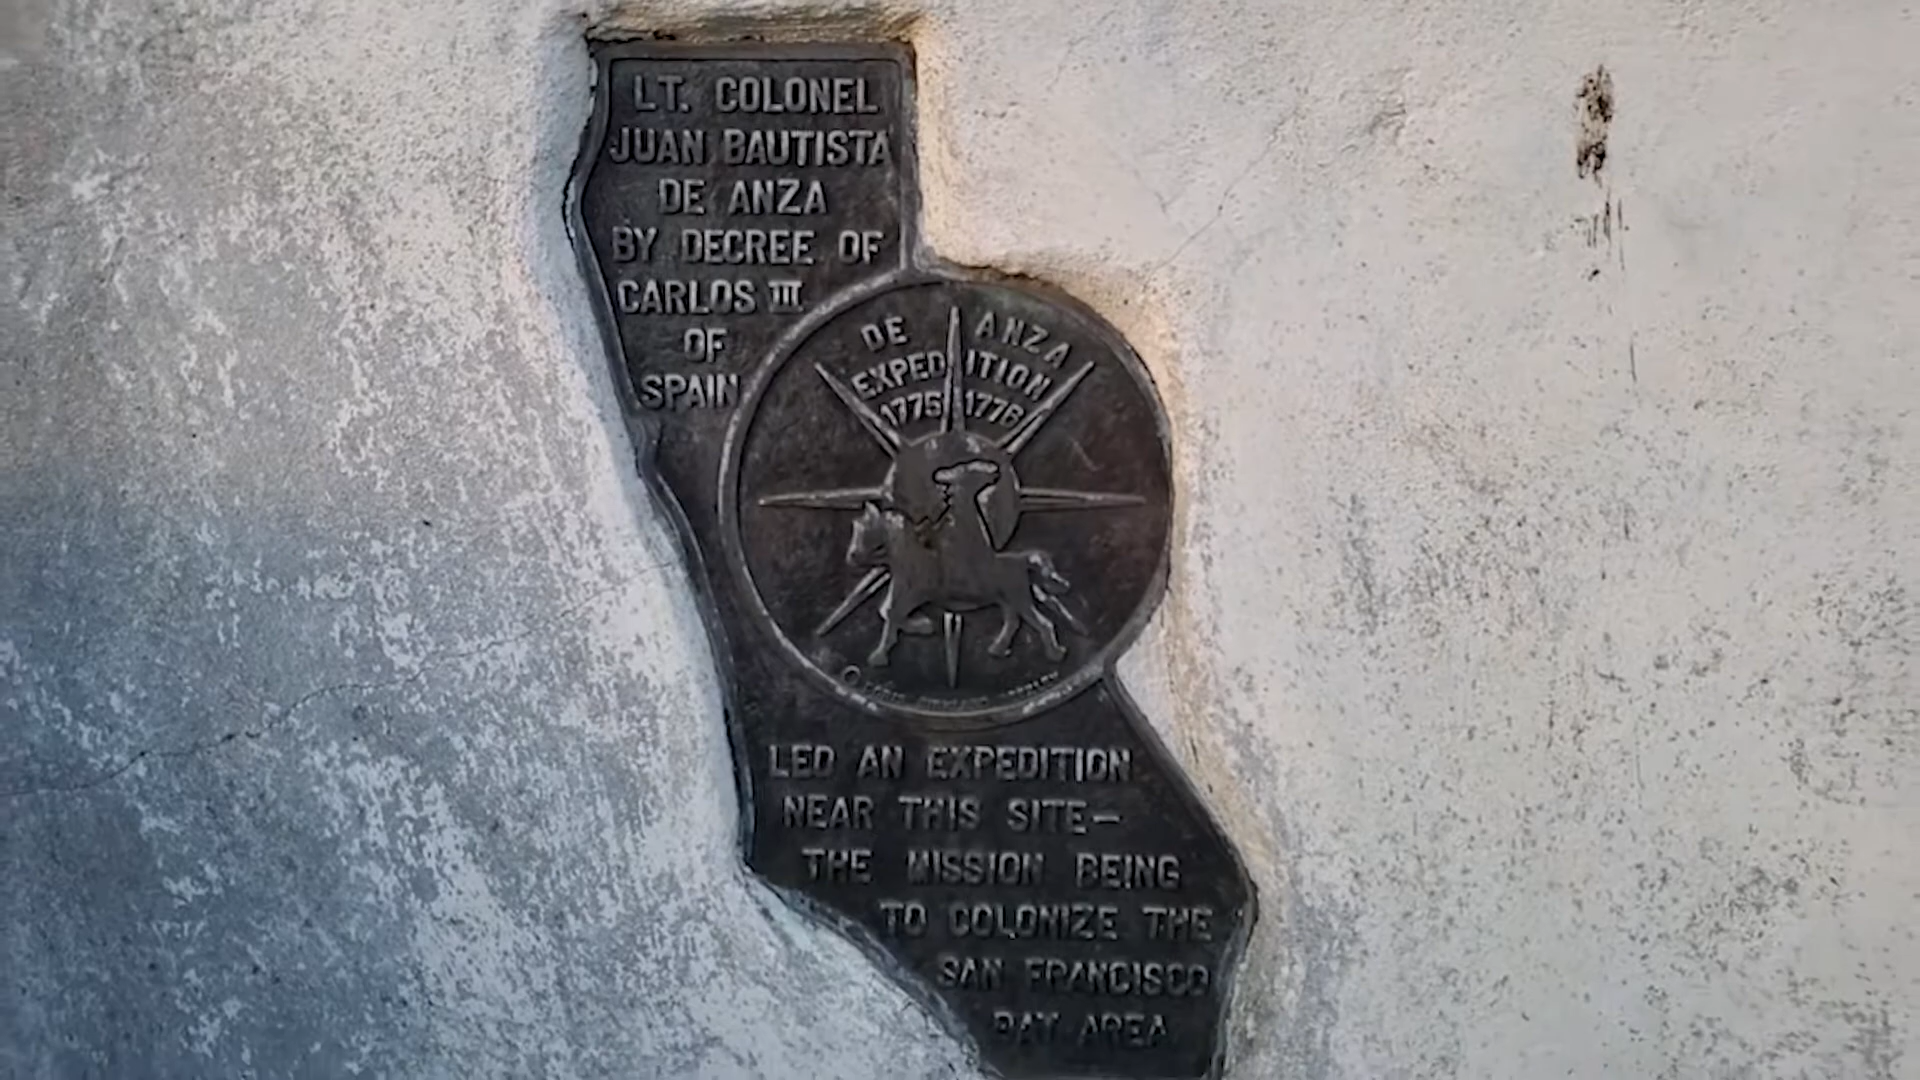 LT. COLONEL
JUAN BAUTISTA
DE ANZA
BY DECREE OF
CARLOS III
OF
SPAIN
DE ANZA
EXPEDITION
1775 1776
LED AN EXPEDITION
NEAR THIS SITE—
THE MISSION BEING
TO COLONIZE THE
SAN FRANCISCO
BAY AREA